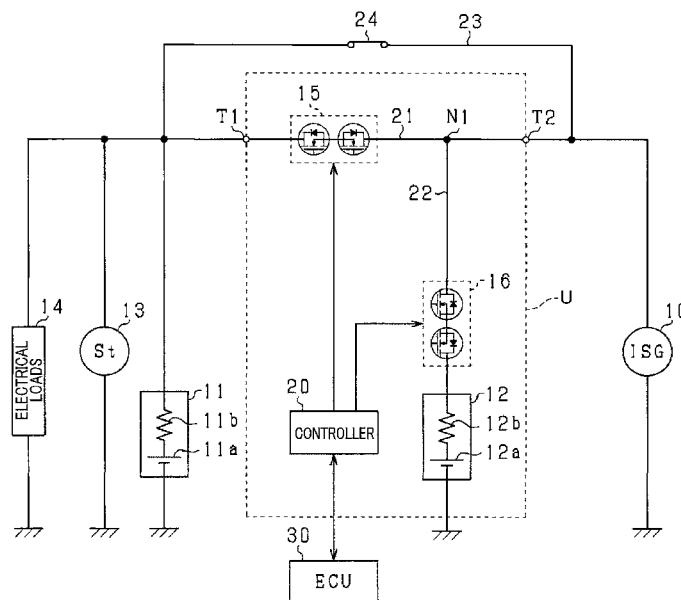 24
23
15
T1
21
N1
T2
22
16
U
14
ELECTRICAL
LOADS
13
St
10
ISG
11
11b
11a
20
CONTROLLER
12
12b
12a
30
ECU